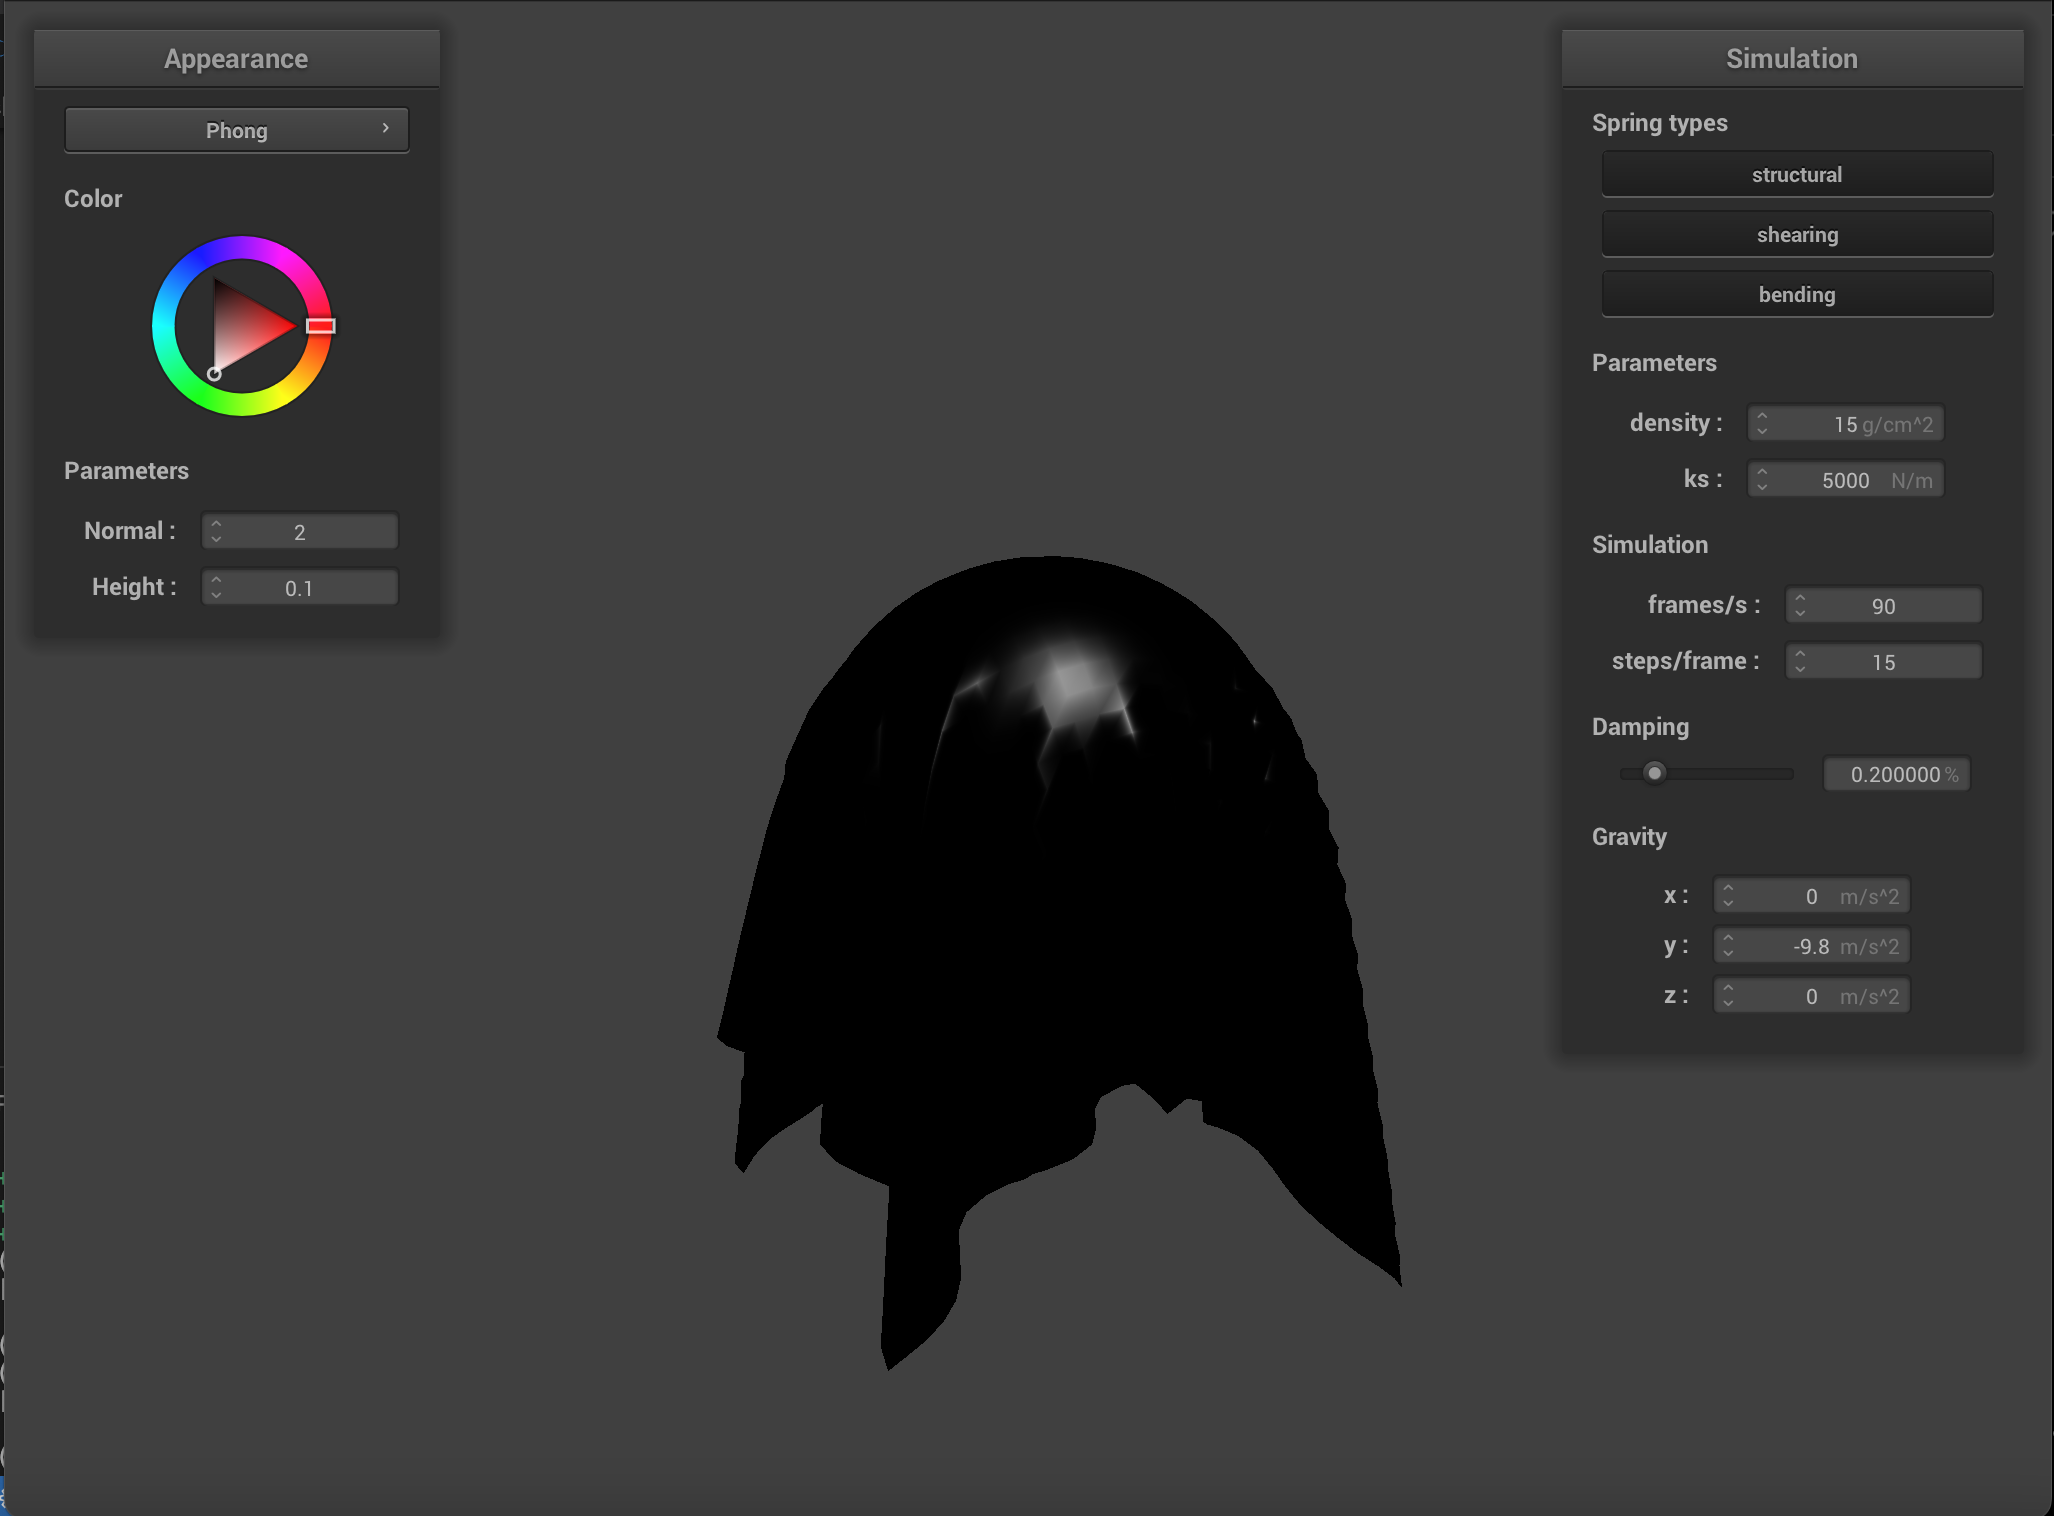 Appearance
Phong
Color
Parameters
Normal : 2
Height : 0.1
Simulation
Spring types
structural
shearing
bending
Parameters
density : 15 g/cm^2
ks : 5000 N/m
Simulation
frames/s : 90
steps/frame : 15
Damping
0.200000 %
Gravity
x : 0 m/s^2
y : -9.8 m/s^2
z : 0 m/s^2